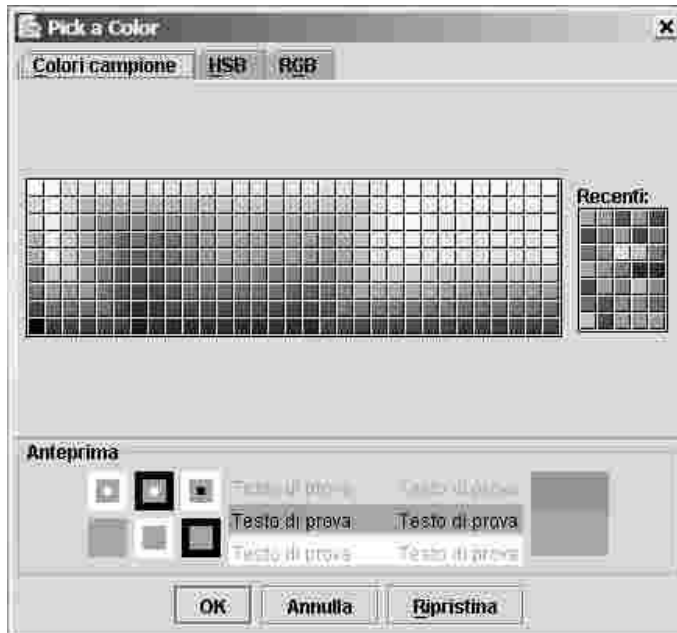 Pick a Color
Colori campione HSB RGB
Recenti:
Anteprima
Testo di prova Testo di prova
Testo di prova Testo di prova
Testo di prova Testo di prova
OK Annulla Ripristina